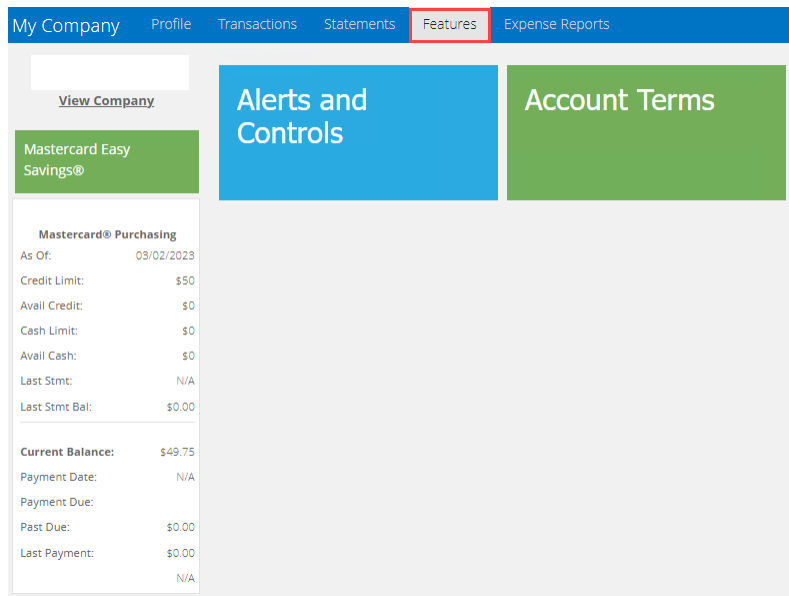 My Company Profile Transactions Statements Features Expense Reports
View Company
Mastercard Easy
Savings®
Mastercard® Purchasing
As Of: 03/02/2023
Credit Limit: $50
Avail Credit: $0
Cash Limit: $0
Avail Cash: $0
Last Stmt: N/A
Last Stmt Bal: $0.00
Current Balance: $49.75
Payment Date: N/A
Payment Due:
Past Due: $0.00
Last Payment: $0.00
N/A
Alerts and
Controls
Account Terms